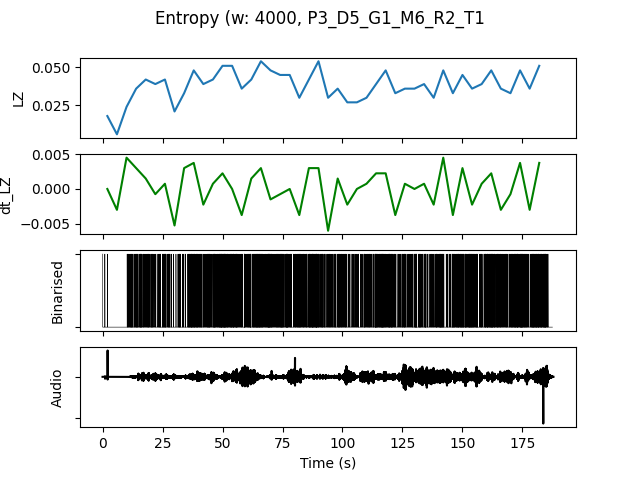 Entropy (w: 4000, P3_D5_G1_M6_R2_T1
LZ
0.050
0.025
dt_LZ
0.005
0.000
−0.005
Binarised
Audio
0 25 50 75 100 125 150 175
Time (s)